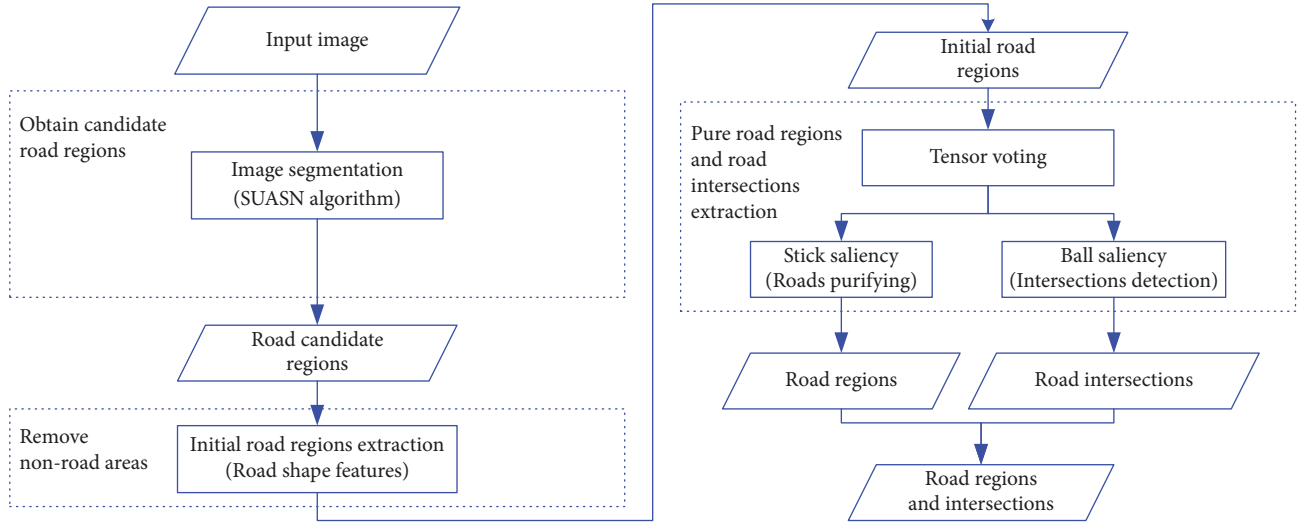 Input image
Obtain candidate
road regions
Image segmentation
(SUASN algorithm)
Road candidate
regions
Remove
non-road areas
Initial road regions extraction
(Road shape features)
Initial road
regions
Pure road regions
and road
intersections
extraction
Tensor voting
Stick saliency
(Roads purifying)
Ball saliency
(Intersections detection)
Road regions
Road intersections
Road regions
and intersections